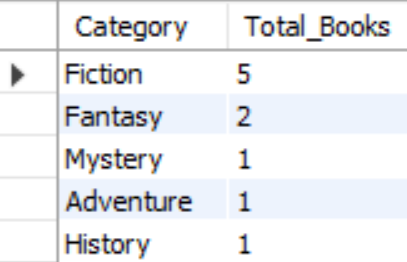 Category Total_Books
Fiction 5
Fantasy 2
Mystery 1
Adventure 1
History 1